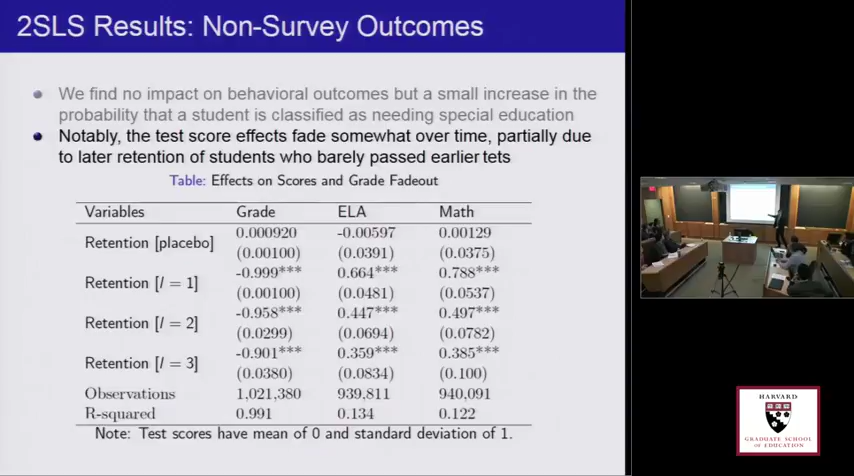 2SLS Results: Non-Survey Outcomes
We find no impact on behavioral outcomes but a small increase in the
probability that a student is classified as needing special education
Notably, the test score effects fade somewhat over time, partially due
to later retention of students who barely passed earlier tets
Table: Effects on Scores and Grade Fadeout
Variables Grade ELA Math
Retention [placebo] 0.000920 -0.00597 0.00129
(0.00100) (0.0391) (0.0375)
Retention [l = 1] -0.999*** 0.664*** 0.788***
(0.00100) (0.0481) (0.0537)
Retention [l = 2] -0.958*** 0.447*** 0.497***
(0.0299) (0.0694) (0.0782)
Retention [l = 3] -0.901*** 0.359*** 0.385***
(0.0380) (0.0834) (0.100)
Observations 1,021,380 939,811 940,091
R-squared 0.991 0.134 0.122
Note: Test scores have mean of 0 and standard deviation of 1.
HARVARD
GRADUATE SCHOOL
OF EDUCATION